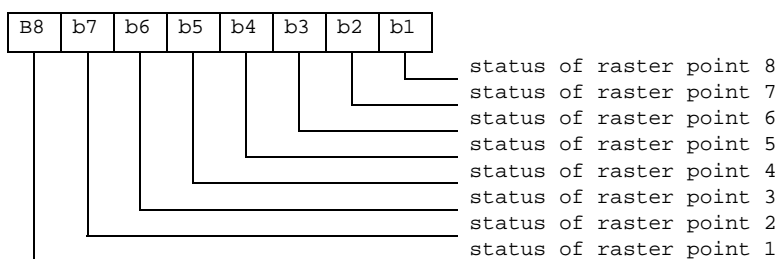 B8 b7 b6 b5 b4 b3 b2 b1
status of raster point 8
status of raster point 7
status of raster point 6
status of raster point 5
status of raster point 4
status of raster point 3
status of raster point 2
status of raster point 1